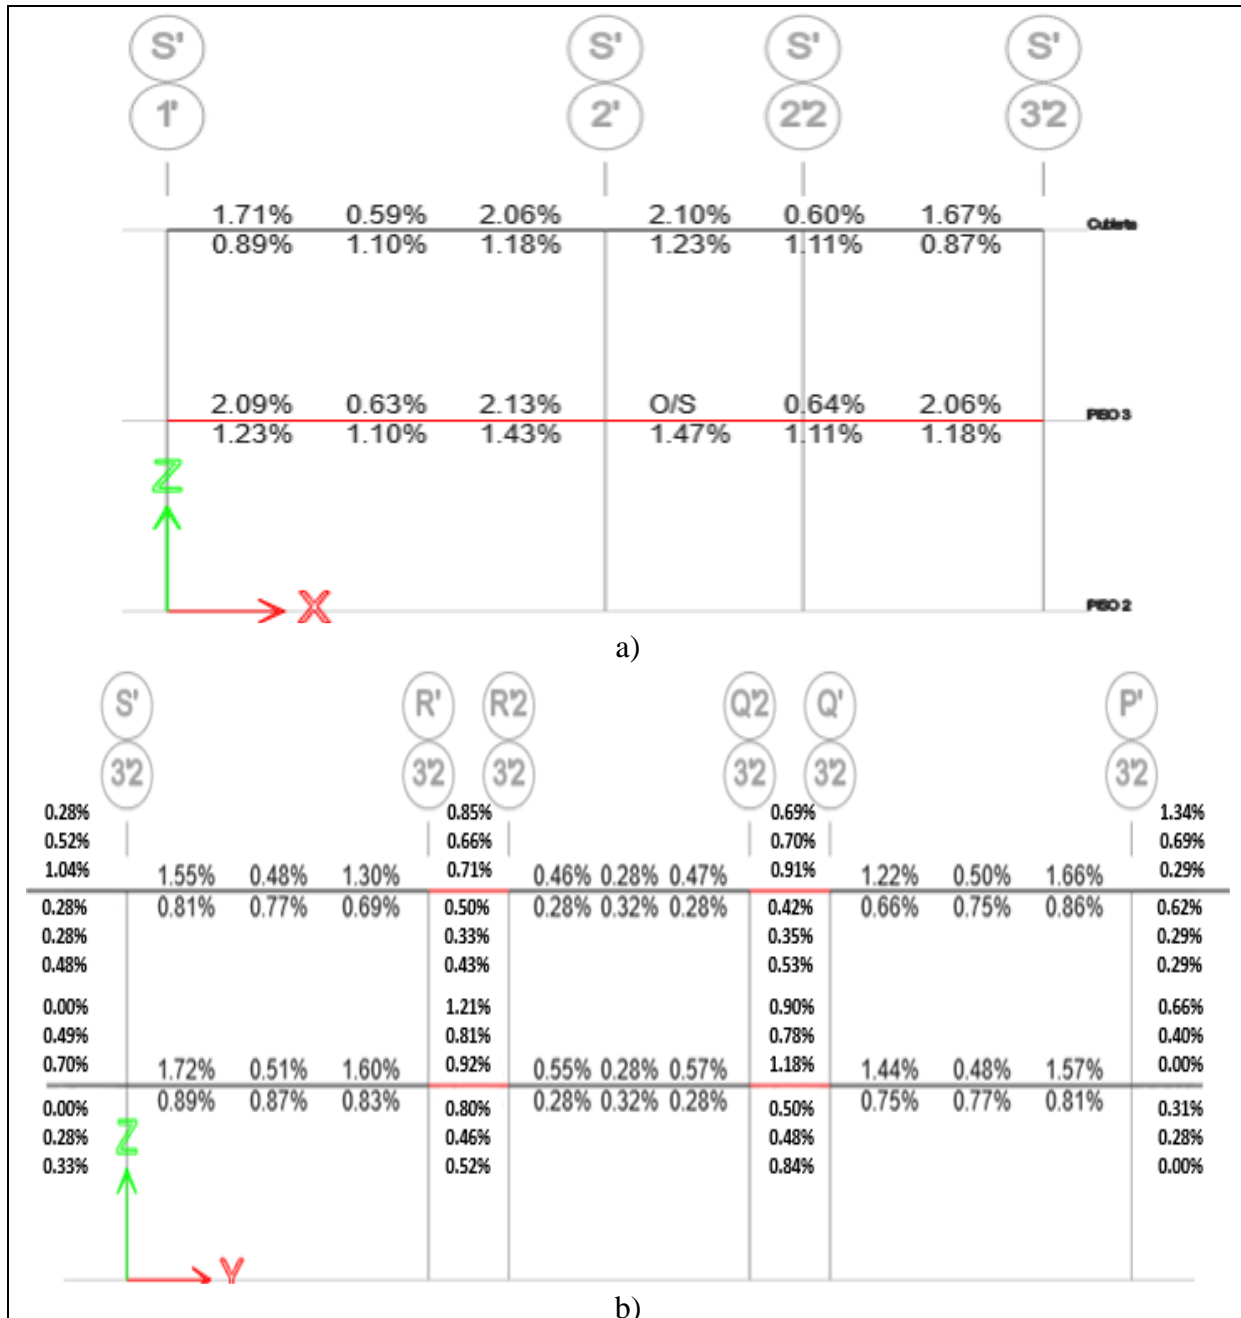 S' S' S' S'
1' 2' 2'2 3'2
1.71% 0.59% 2.06% 2.10% 0.60% 1.67%
Cubierta
0.89% 1.10% 1.18% 1.23% 1.11% 0.87%
2.09% 0.63% 2.13% O/S 0.64% 2.06%
PISO 3
1.23% 1.10% 1.43% 1.47% 1.11% 1.18%
Z
X
PISO 2
a)
S' R' R'2 Q'2 Q' P'
3'2 3'2 3'2 3'2 3'2 3'2
0.28% 0.85% 0.69% 1.34%
0.52% 0.66% 0.70% 0.69%
1.04% 1.55% 0.48% 1.30% 0.71% 0.46% 0.28% 0.47% 0.91% 1.22% 0.50% 1.66% 0.29%
0.28% 0.81% 0.77% 0.69% 0.50% 0.28% 0.32% 0.28% 0.42% 0.66% 0.75% 0.86% 0.62%
0.28% 0.33% 0.35% 0.29%
0.48% 0.43% 0.53% 0.29%
0.00% 1.21% 0.90% 0.66%
0.49% 0.81% 0.78% 0.40%
0.70% 1.72% 0.51% 1.60% 0.92% 0.55% 0.28% 0.57% 1.18% 1.44% 0.48% 1.57% 0.00%
0.00% 0.89% 0.87% 0.83% 0.80% 0.28% 0.32% 0.28% 0.50% 0.75% 0.77% 0.81% 0.31%
0.28% Z 0.46% 0.48% 0.28%
0.33% 0.52% 0.84% 0.00%
Y
b)